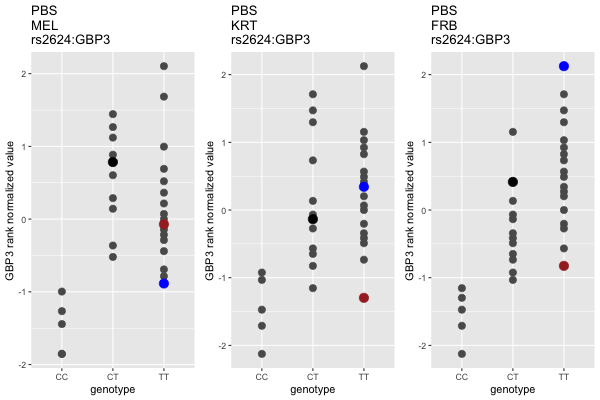 PBS
MEL
rs2624:GBP3
GBP3 rank normalized value
2
1
0
-1
-2
CC CT TT
genotype
PBS
KRT
rs2624:GBP3
GBP3 rank normalized value
2
1
0
-1
-2
CC CT TT
genotype
PBS
FRB
rs2624:GBP3
GBP3 rank normalized value
2
1
0
-1
-2
CC CT TT
genotype